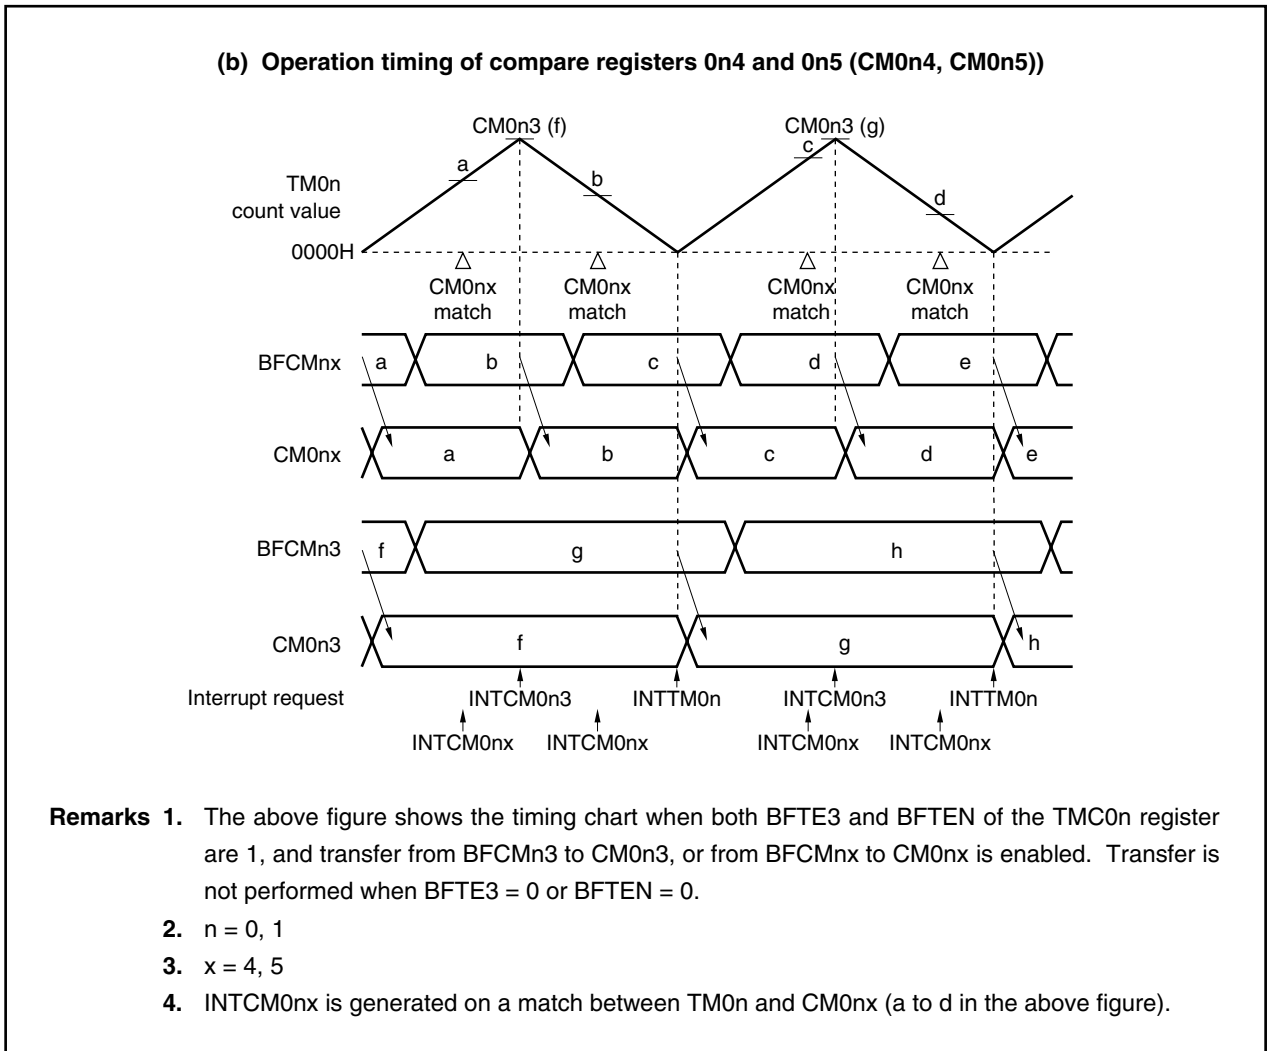 (b) Operation timing of compare registers 0n4 and 0n5 (CM0n4, CM0n5))
CM0n3 (f) CM0n3 (g)
a b c d
TM0n
count value
0000H
CM0nx
match
CM0nx
match
CM0nx
match
CM0nx
match
BFCMnx a b c d e
CM0nx a b c d e
BFCMn3 f g h
CM0n3 f g h
Interrupt request INTCM0n3 INTTM0n INTCM0n3 INTTM0n
INTCM0nx INTCM0nx INTCM0nx INTCM0nx
Remarks 1. The above figure shows the timing chart when both BFTE3 and BFTEN of the TMC0n register
are 1, and transfer from BFCMn3 to CM0n3, or from BFCMnx to CM0nx is enabled. Transfer is
not performed when BFTE3 = 0 or BFTEN = 0.
2. n = 0, 1
3. x = 4, 5
4. INTCM0nx is generated on a match between TM0n and CM0nx (a to d in the above figure).